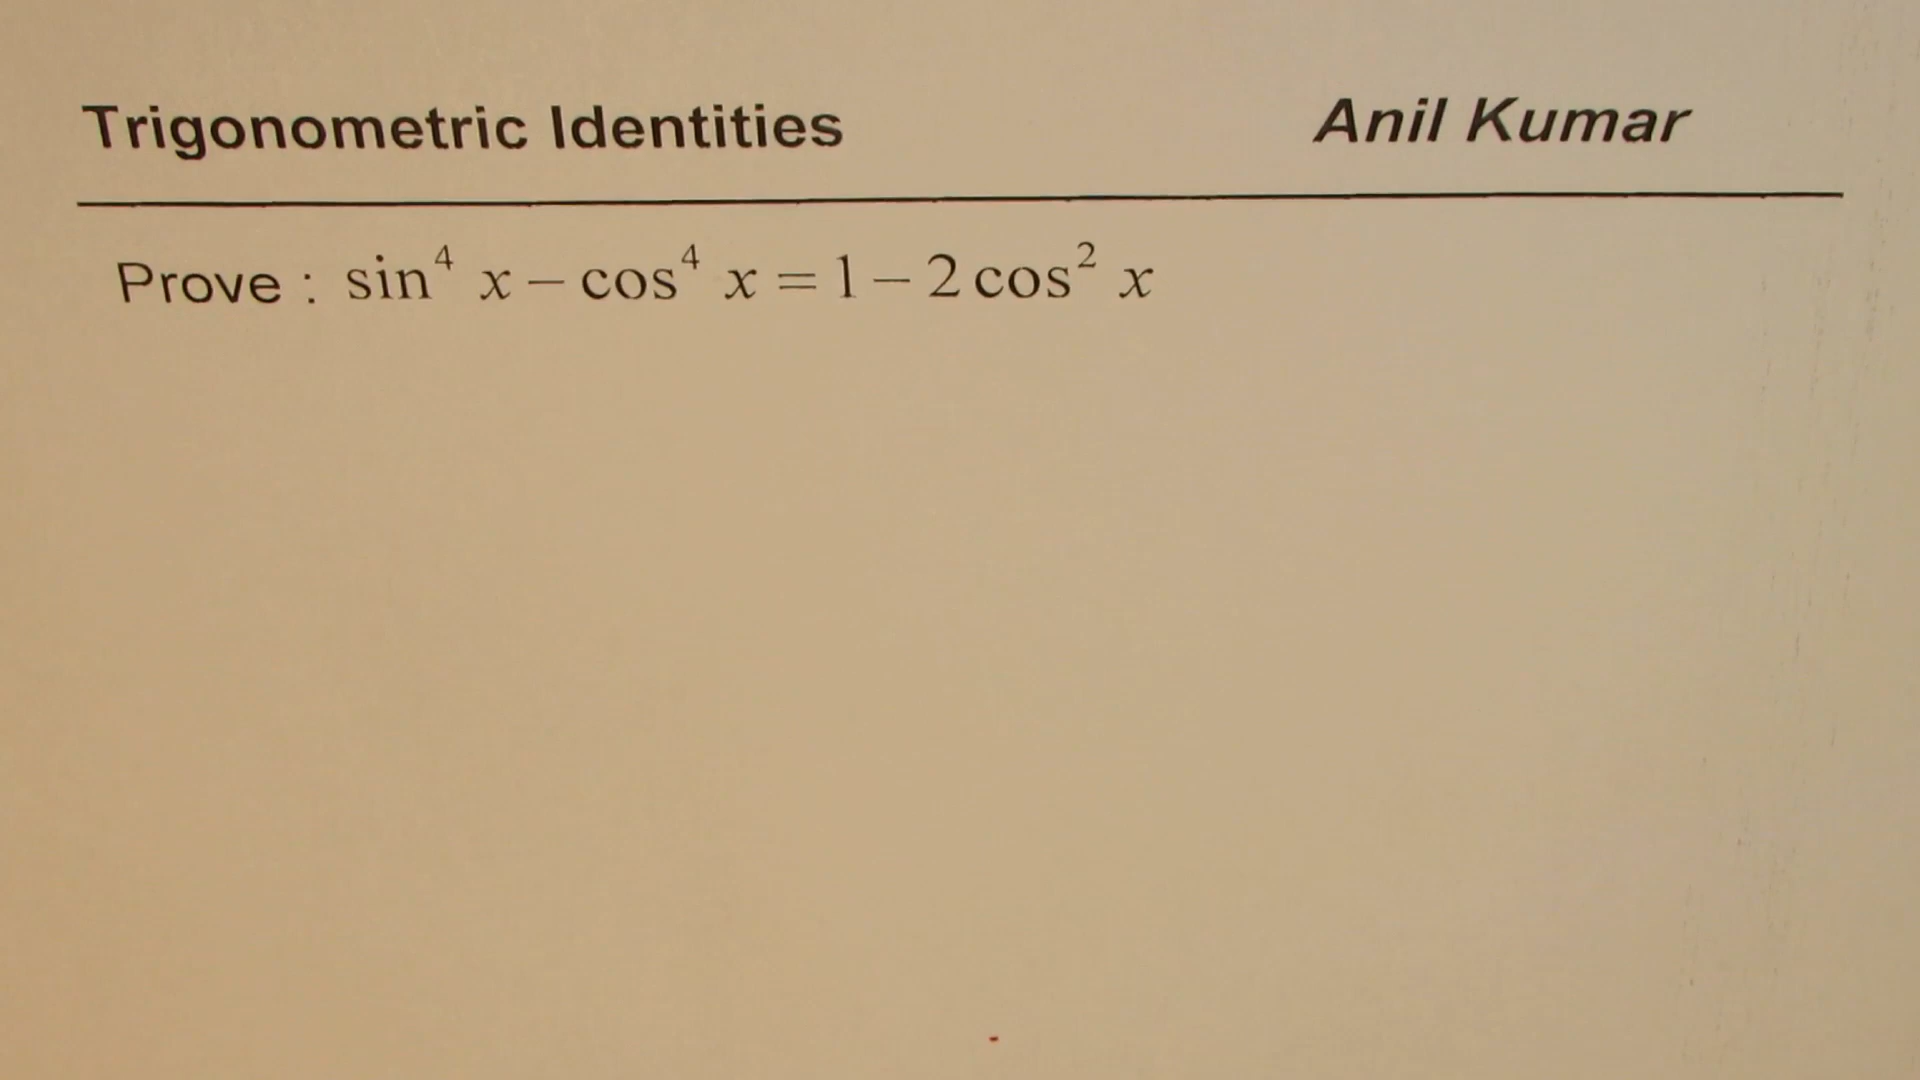 Trigonometric Identities Anil Kumar
Prove : sin⁴ x − cos⁴ x = 1 − 2 cos² x